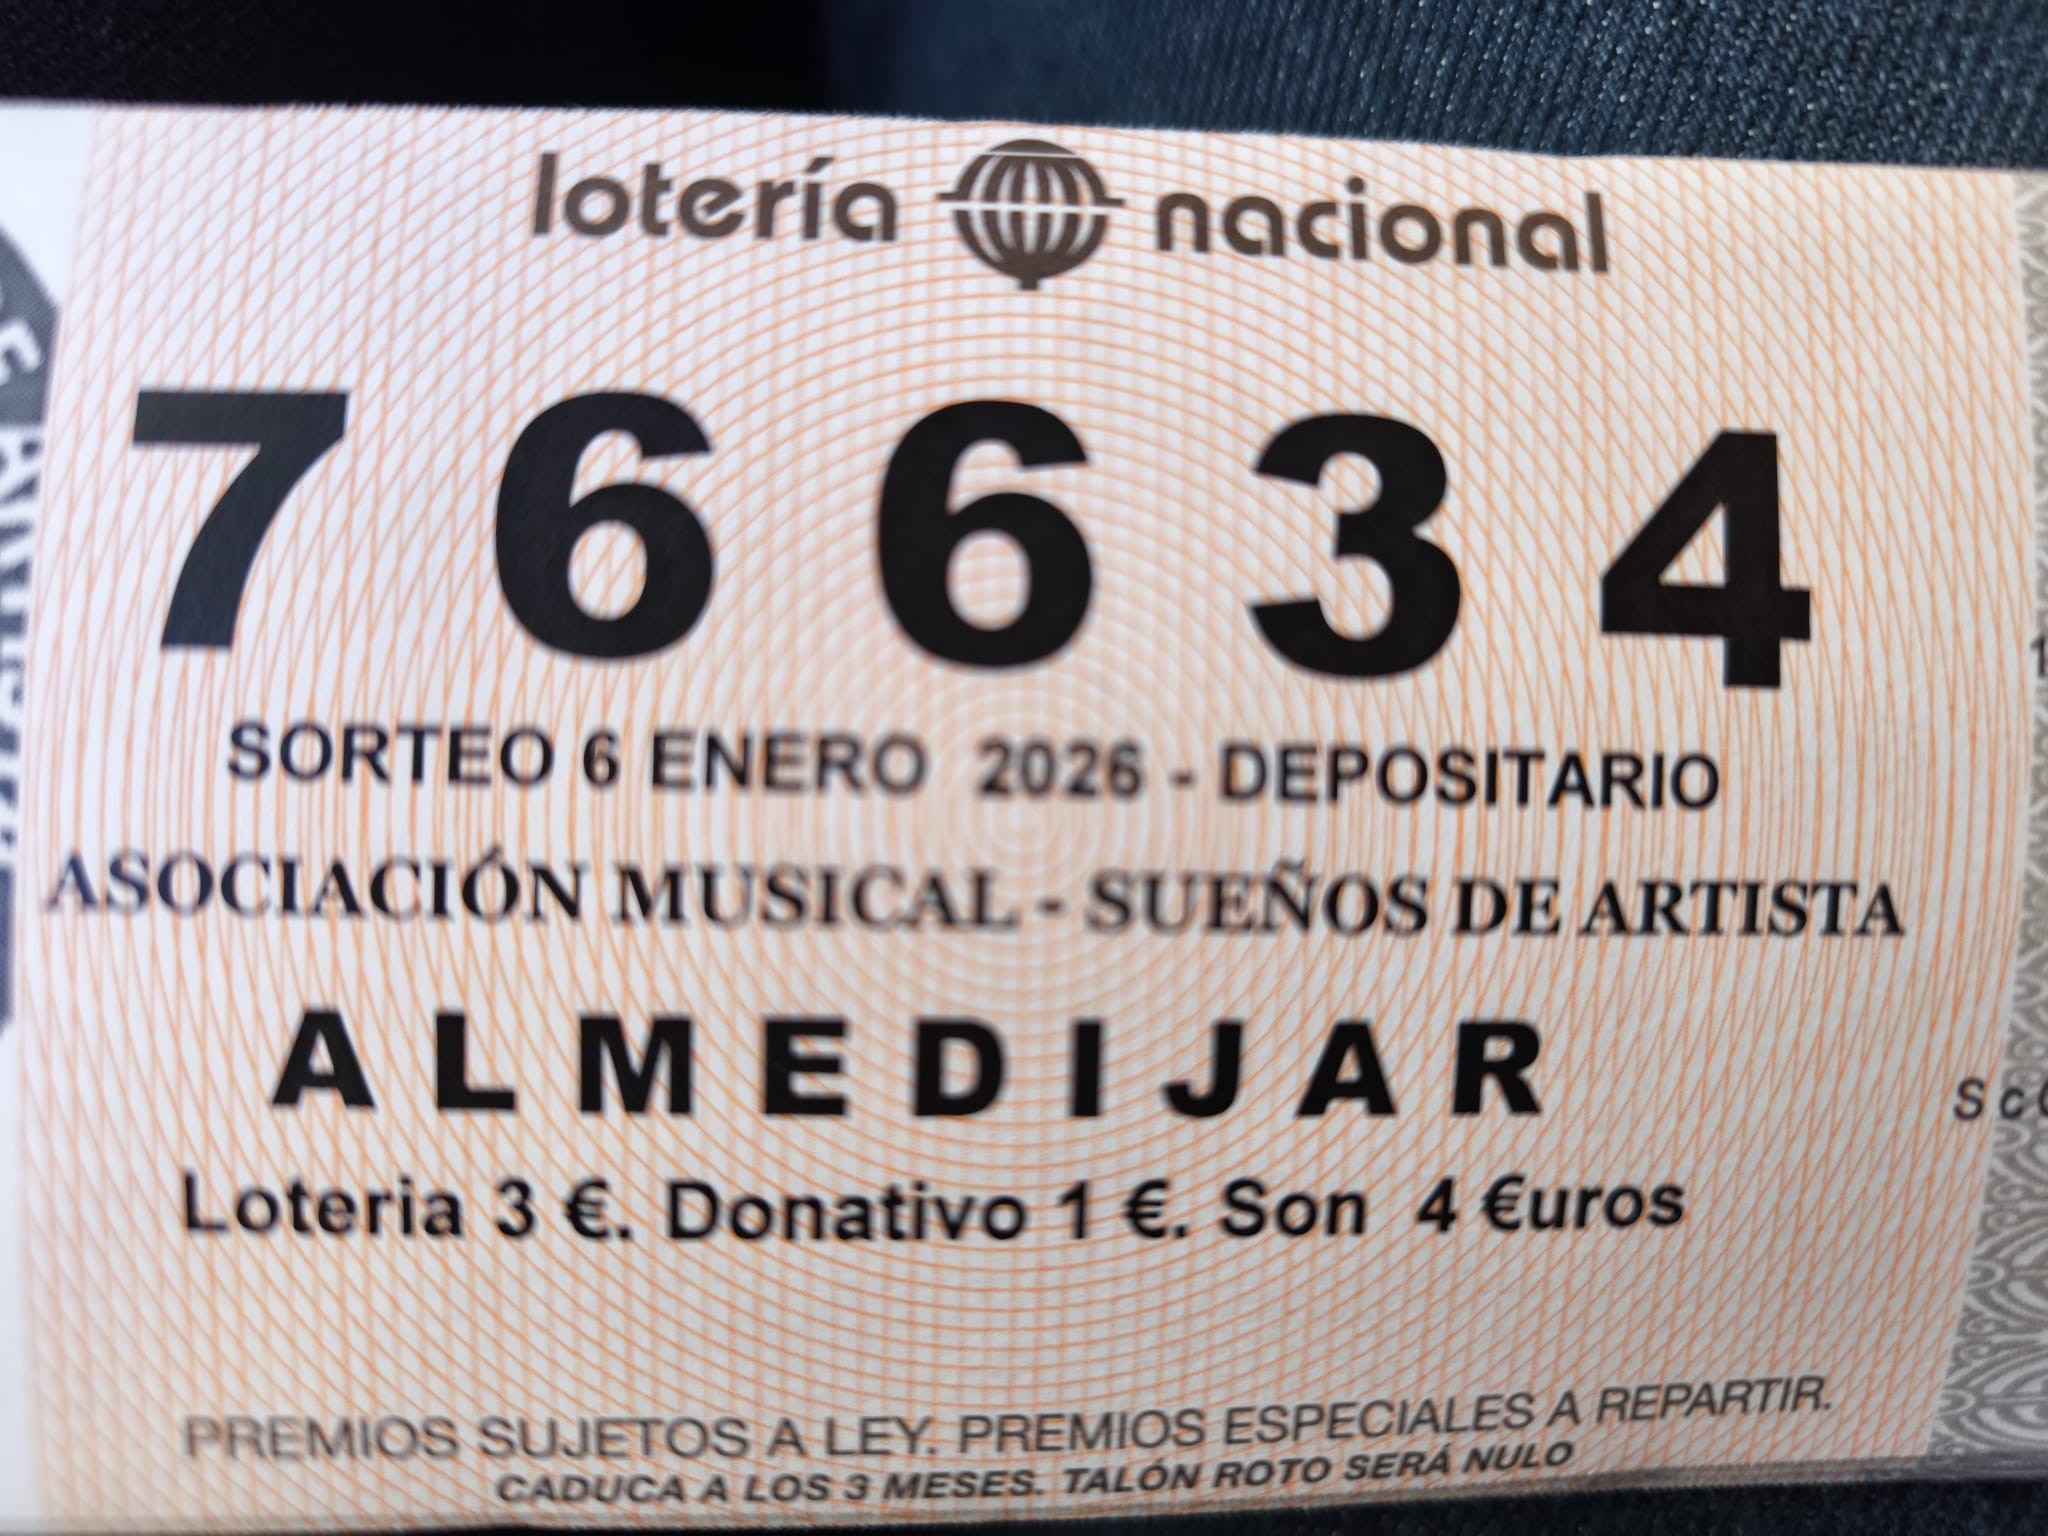 lotería nacional
76634
SORTEO 6 ENERO 2026 - DEPOSITARIO
ASOCIACIÓN MUSICAL - SUEÑOS DE ARTISTA
ALMEDIJAR
Loteria 3 €. Donativo 1 €. Son 4 €uros
PREMIOS SUJETOS A LEY. PREMIOS ESPECIALES A REPARTIR.
CADUCA A LOS 3 MESES. TALÓN ROTO SERÁ NULO